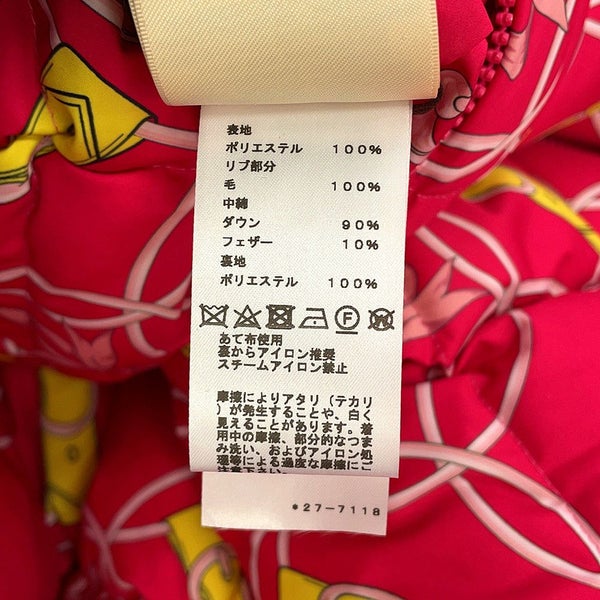 表地
ポリエステル 100%
リブ部分
毛 100%
中綿
ダウン 90%
フェザー 10%
裏地
ポリエステル 100%
F W
あて布使用
裏からアイロン推奨
スチームアイロン禁止
摩擦によりアタリ(テカリ
)が発生することや、白く
見えることがあります。着
用中の摩擦、部分的なつま
み洗い、およびアイロン処
理等による過度な摩擦にご
注意下さい。
*27-7118